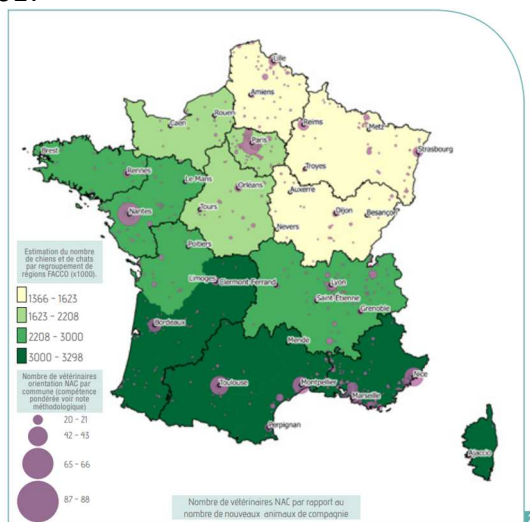 Lille
Amiens
Rouen
Caen
Reims
Metz
Paris
Strasbourg
Brest
Troyes
Rennes
Le Mans
Orléans
Auxerre
Tours
Dijon
Besançon
Nantes
Nevers
Poitiers
Limoges
Clermont Ferrand
Lyon
Saint Étienne
Grenoble
Bordeaux
Mende
Toulouse
Montpellier
Nice
Marseille
Perpignan
Ajaccio
Estimation du nombre
de chiens et de chats
par regroupement de
régions FACCO (x1000).
1366 - 1623
1623 - 2208
2208 - 3000
3000 - 3298
Nombre de vétérinaires
orientation NAC par
commune (compétence
pondérée voir note
méthodologique)
20 - 21
42 - 43
65 - 66
87 - 88
Nombre de vétérinaires NAC par rapport au
nombre de nouveaux animaux de compagnie